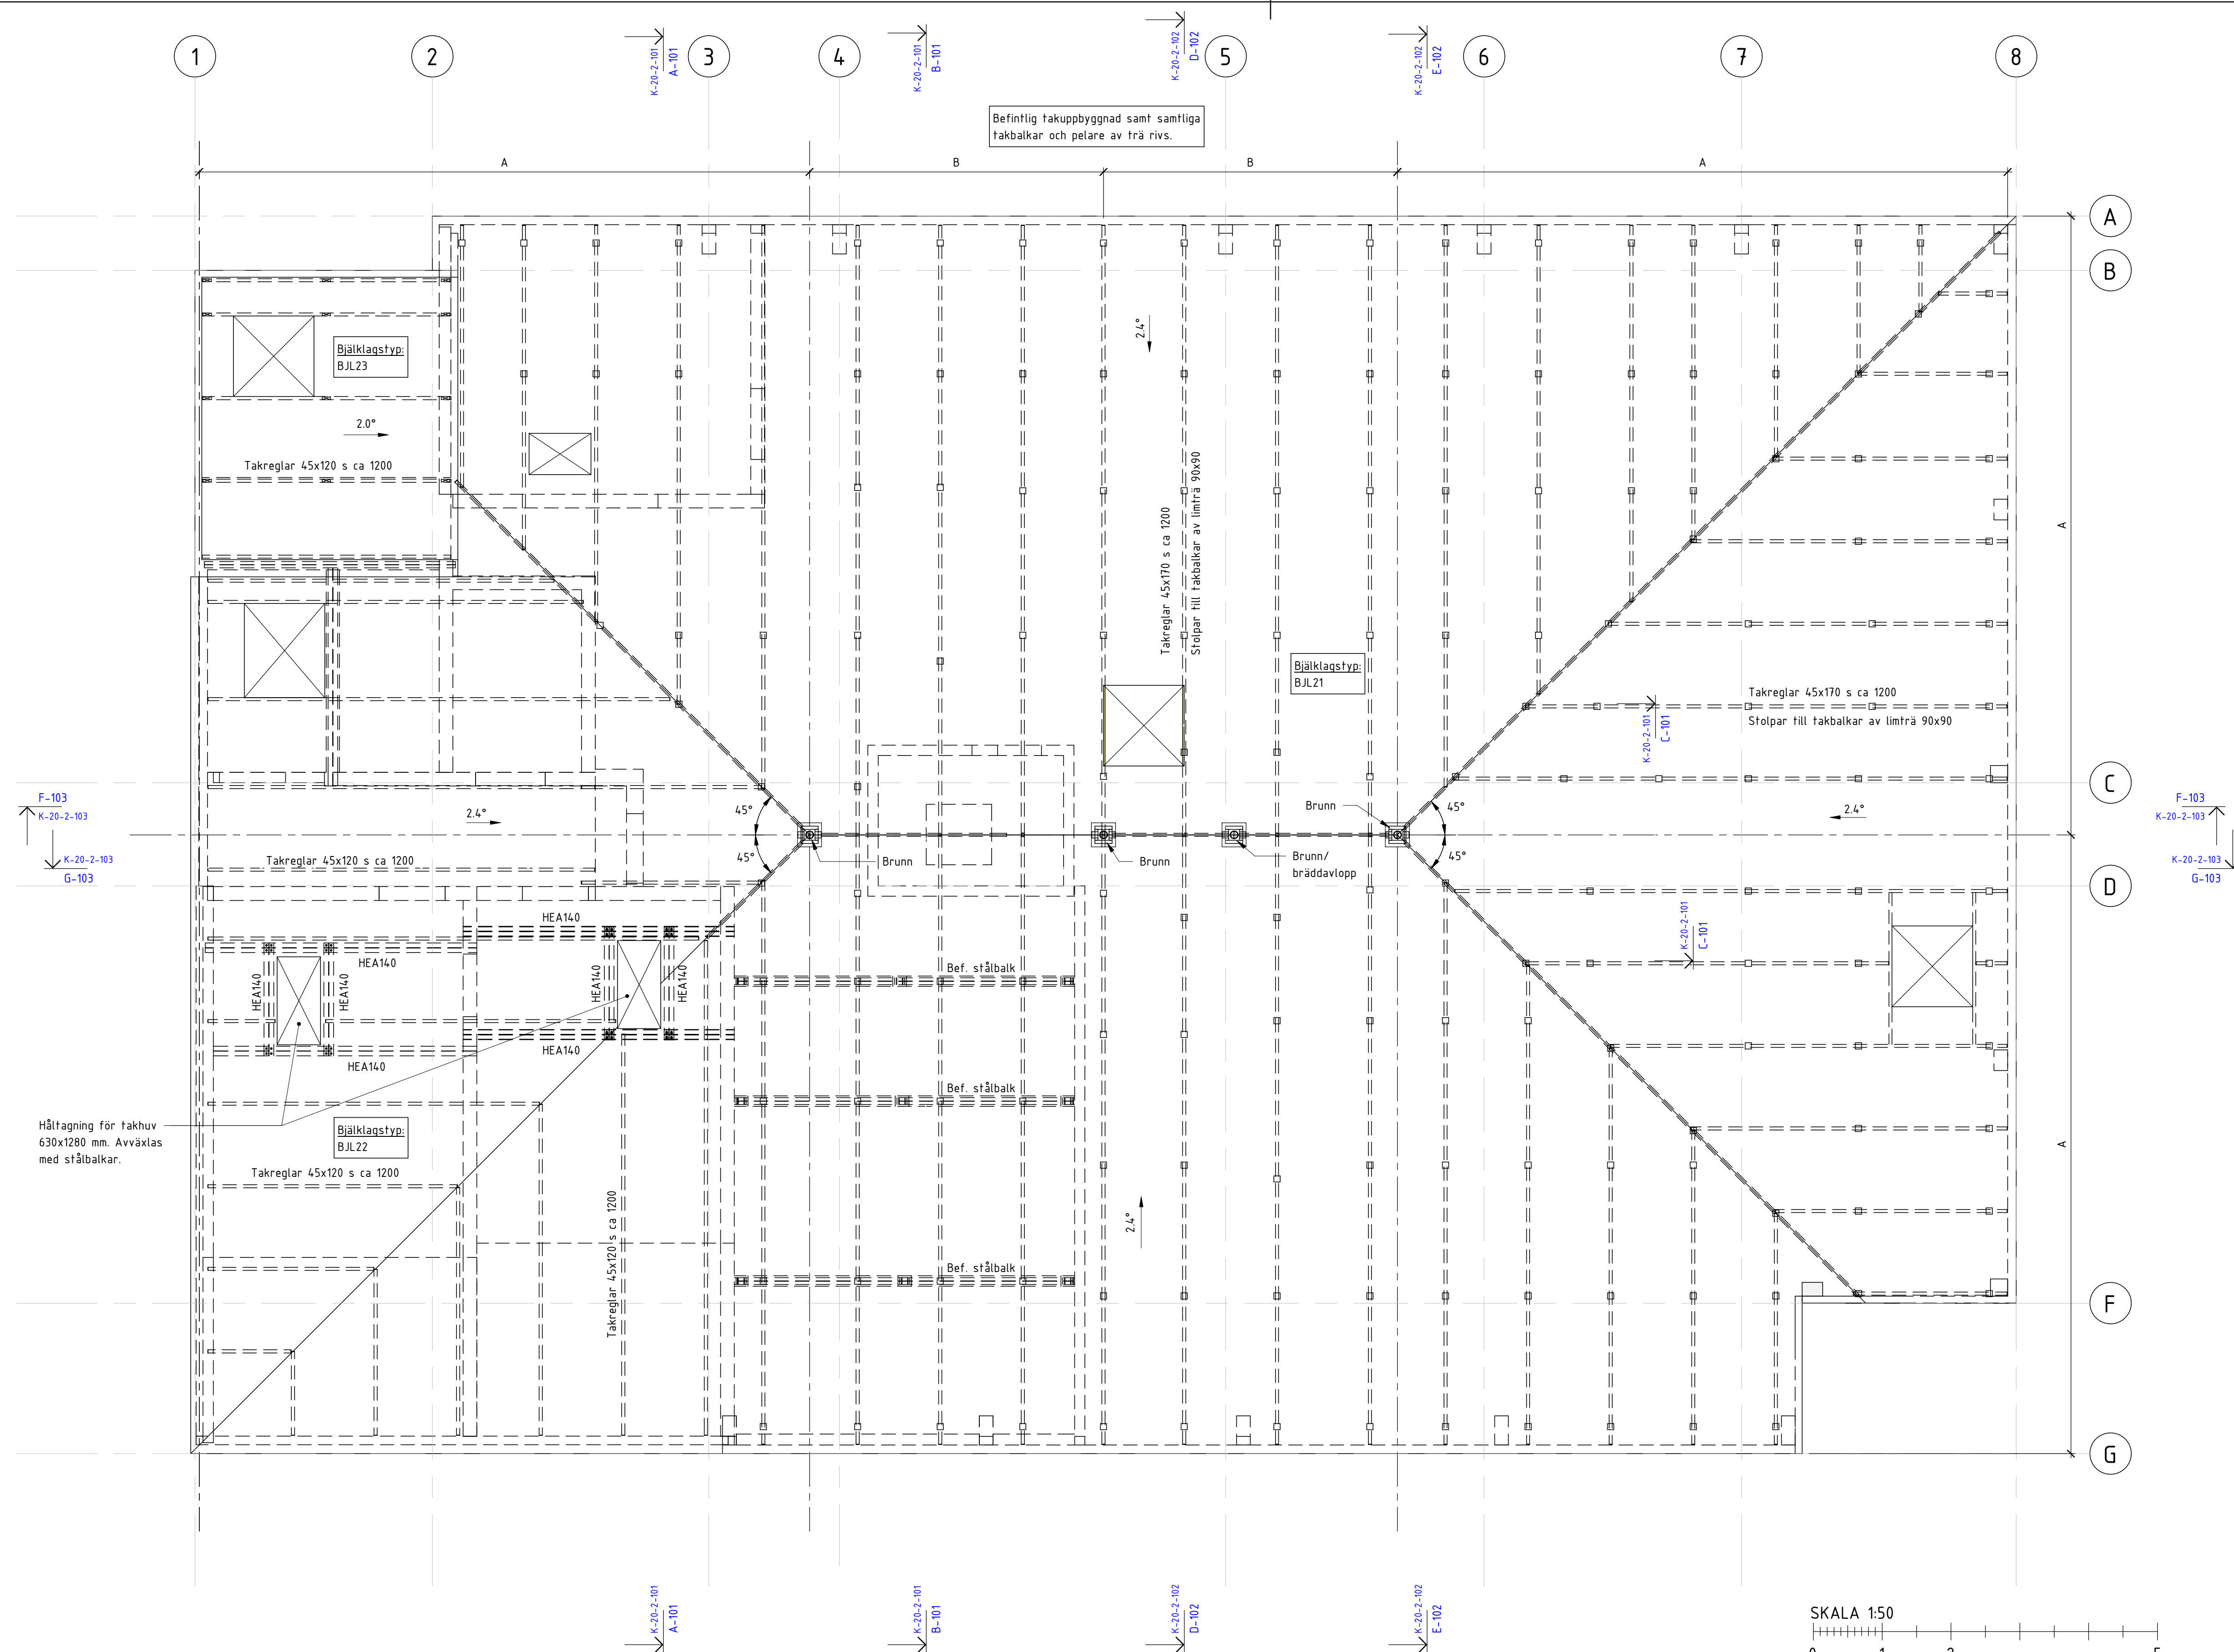 1
2
3
4
5
6
7
8
K-20-2-101
A-101
K-20-2-101
B-101
K-20-2-102
D-102
K-20-2-102
E-102
Befintlig takuppbyggnad samt samtliga
takbalkar och pelare av trä rivs.
A
B
B
A
A
B
Bjälklagstyp:
BJL23
2.4°
2.0°
Takreglar 45x120 s ca 1200
Takreglar 45x170 s ca 1200
Stolpar till takbalkar av limträ 90x90
A
Bjälklagstyp:
BJL21
Takreglar 45x170 s ca 1200
Stolpar till takbalkar av limträ 90x90
K-20-2-101
C-101
C
F-103
K-20-2-103
2.4°
45°
Brunn
45°
2.4°
F-103
K-20-2-103
K-20-2-103
G-103
Takreglar 45x120 s ca 1200
45°
Brunn
Brunn
Brunn/
bräddavlopp
45°
K-20-2-103
G-103
D
HEA140
HEA140
HEA140
HEA140
HEA140
HEA140
Bef. stålbalk
K-20-2-101
C-101
HEA140
HEA140
Bef. stålbalk
Håltagning för takhuv
630x1280 mm. Avväxlas
med stålbalkar.
Bjälklagstyp:
BJL22
Takreglar 45x120 s ca 1200
A
Takreglar 45x120 s ca 1200
2.4°
Bef. stålbalk
F
G
K-20-2-101
A-101
K-20-2-101
B-101
K-20-2-102
D-102
K-20-2-102
E-102
SKALA 1:50